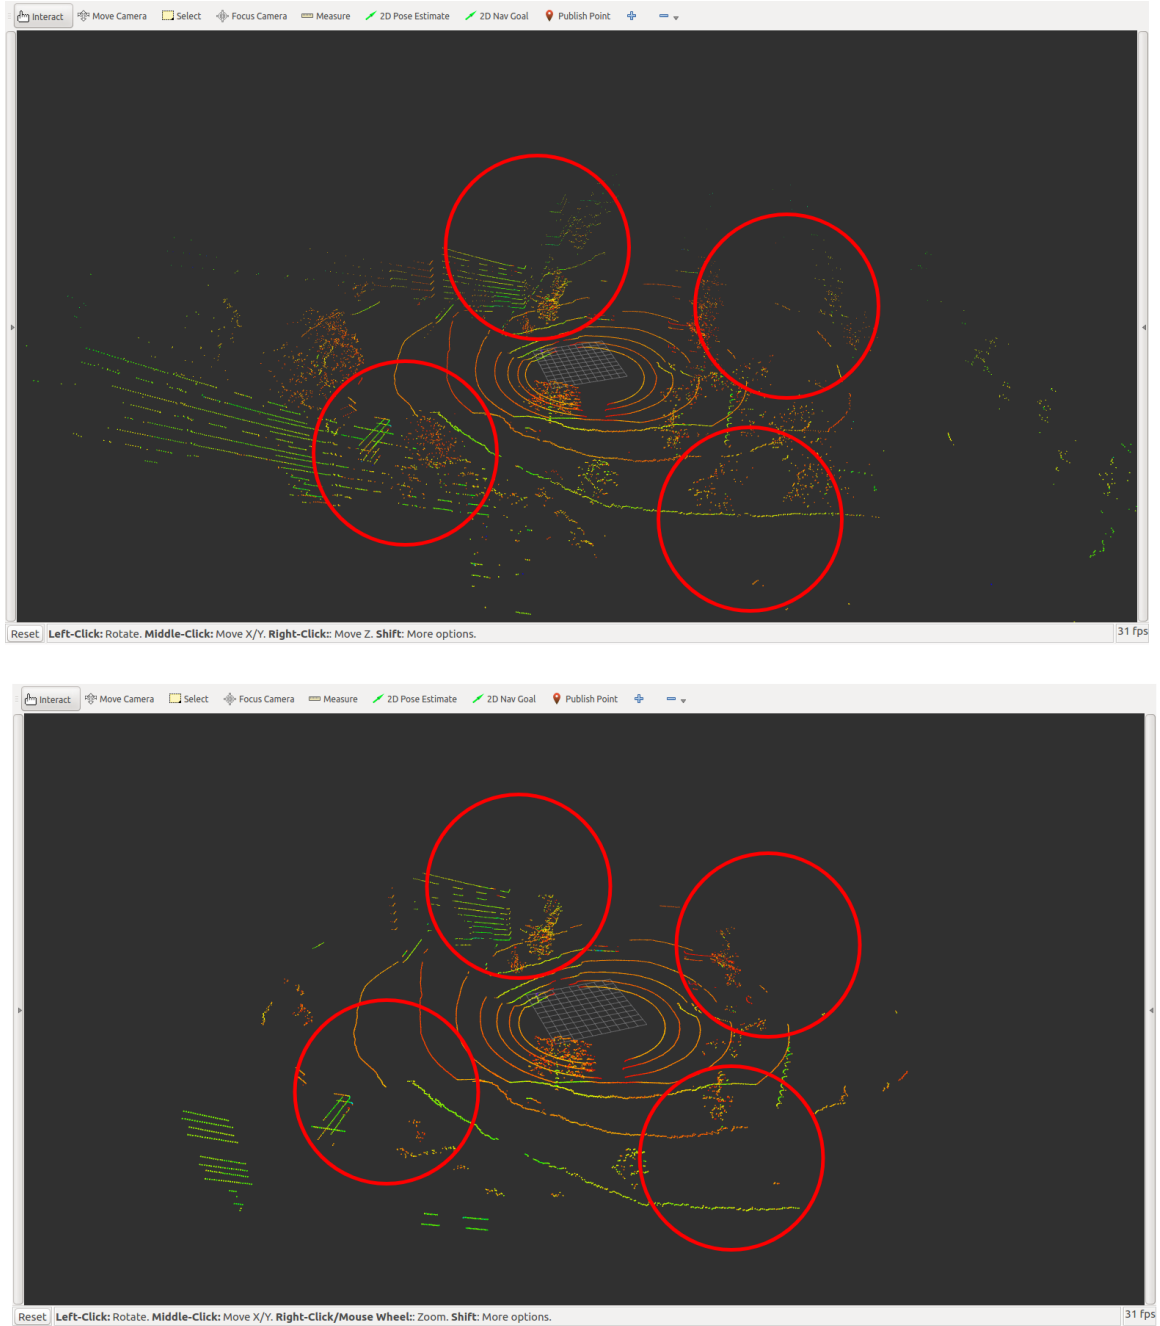 Interact Move Camera Select Focus Camera Measure 2D Pose Estimate 2D Nav Goal Publish Point
Reset Left-Click: Rotate. Middle-Click: Move X/Y. Right-Click:: Move Z. Shift: More options. 31 fps
Interact Move Camera Select Focus Camera Measure 2D Pose Estimate 2D Nav Goal Publish Point
Reset Left-Click: Rotate. Middle-Click: Move X/Y. Right-Click/Mouse Wheel:: Zoom. Shift: More options. 31 fps